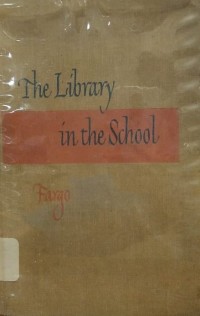 The Library
in the School
Fargo